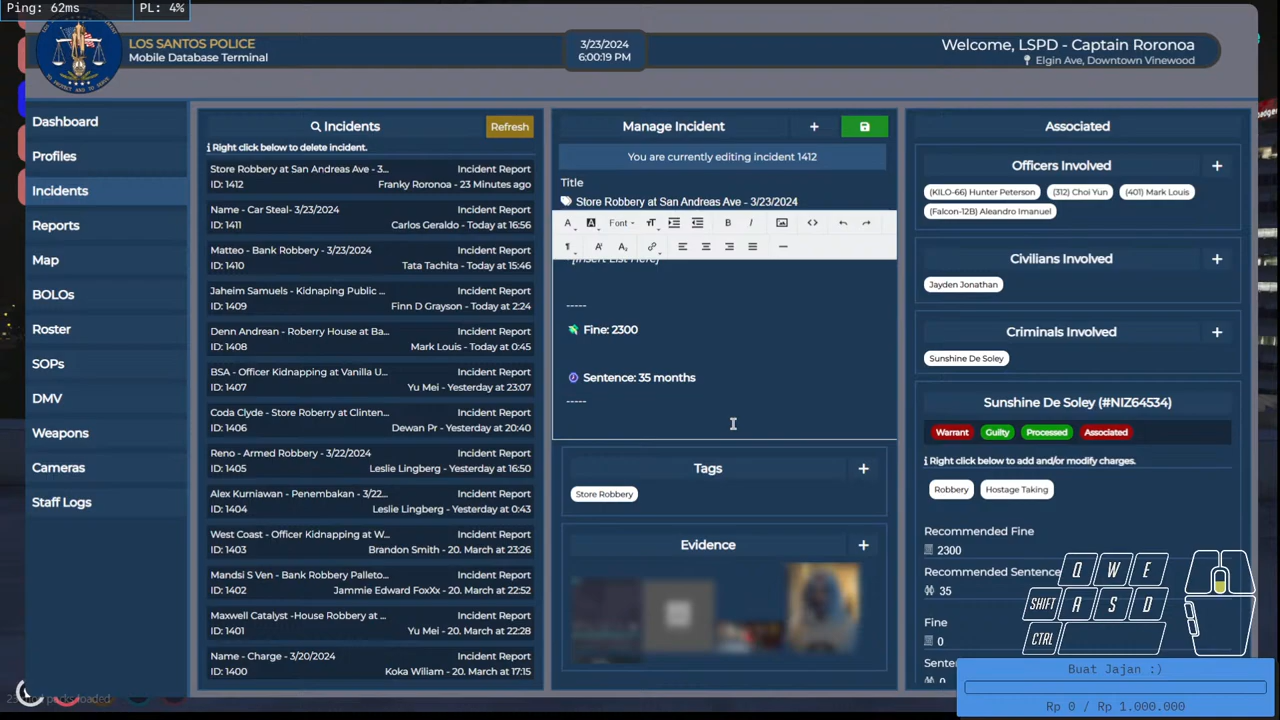 Ping: 62ms
PL: 4%
LOS SANTOS POLICE
Mobile Database Terminal
3/23/2024
6:00:19 PM
Welcome, LSPD - Captain Roronoa
Elgin Ave, Downtown Vinewood
Dashboard
Profiles
Incidents
Reports
Map
BOLOs
Roster
SOPs
DMV
Weapons
Cameras
Staff Logs
Incidents
Refresh
Right click below to delete incident.
Store Robbery at San Andreas Ave - 3...
Incident Report
ID: 1412
Franky Roronoa - 23 Minutes ago
Name - Car Steal- 3/23/2024
Incident Report
ID: 1411
Carlos Geraldo - Today at 16:56
Matteo - Bank Robbery - 3/23/2024
Incident Report
ID: 1410
Tata Tachita - Today at 15:46
Jaheim Samuels - Kidnaping Public ...
Incident Report
ID: 1409
Finn D Grayson - Today at 2:24
Denn Andrean - Roberry House at Ba...
Incident Report
ID: 1408
Mark Louis - Today at 0:45
BSA - Officer Kidnapping at Vanilla U...
Incident Report
ID: 1407
Yu Mei - Yesterday at 23:07
Coda Clyde - Store Roberry at Clinten...
Incident Report
ID: 1406
Dewan Pr - Yesterday at 20:40
Reno - Armed Robbery - 3/22/2024
Incident Report
ID: 1405
Leslie Lingberg - Yesterday at 16:50
Alex Kurniawan - Penembakan - 3/22...
Incident Report
ID: 1404
Leslie Lingberg - Yesterday at 0:43
West Coast - Officer Kidnapping at W...
Incident Report
ID: 1403
Brandon Smith - 20. March at 23:26
Mandsi S Ven - Bank Robbery Palleto...
Incident Report
ID: 1402
Jammie Edward FoxXx - 20. March at 22:52
Maxwell Catalyst -House Robbery at ...
Incident Report
ID: 1401
Yu Mei - 20. March at 22:28
Name - Charge - 3/20/2024
Incident Report
ID: 1400
Koka Wiliam - 20. March at 17:15
Manage Incident
You are currently editing incident 1412
Title
Store Robbery at San Andreas Ave - 3/23/2024
Font
[Insert List Here]
-----
Fine: 2300
Sentence: 35 months
-----
Tags
Store Robbery
Evidence
Associated
Officers Involved
(KILO-66) Hunter Peterson
(312) Choi Yun
(401) Mark Louis
(Falcon-12B) Aleandro Imanuel
Civilians Involved
Jayden Jonathan
Criminals Involved
Sunshine De Soley
Sunshine De Soley (#NIZ64534)
Warrant
Guilty
Processed
Associated
Right click below to add and/or modify charges.
Robbery
Hostage Taking
Recommended Fine
2300
Recommended Sentence
35
Fine
0
Q W E
SHIFT A S D
CTRL
Buat Jajan :)
Rp 0 / Rp 1.000.000